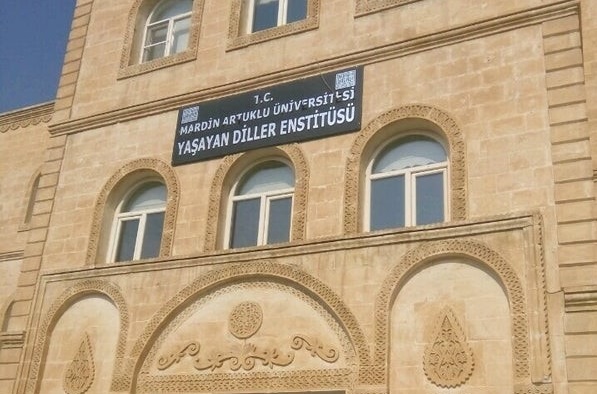 T.C.
MARDİN ARTUKLU ÜNİVERSİTESİ
YAŞAYAN DİLLER ENSTİTÜSÜ